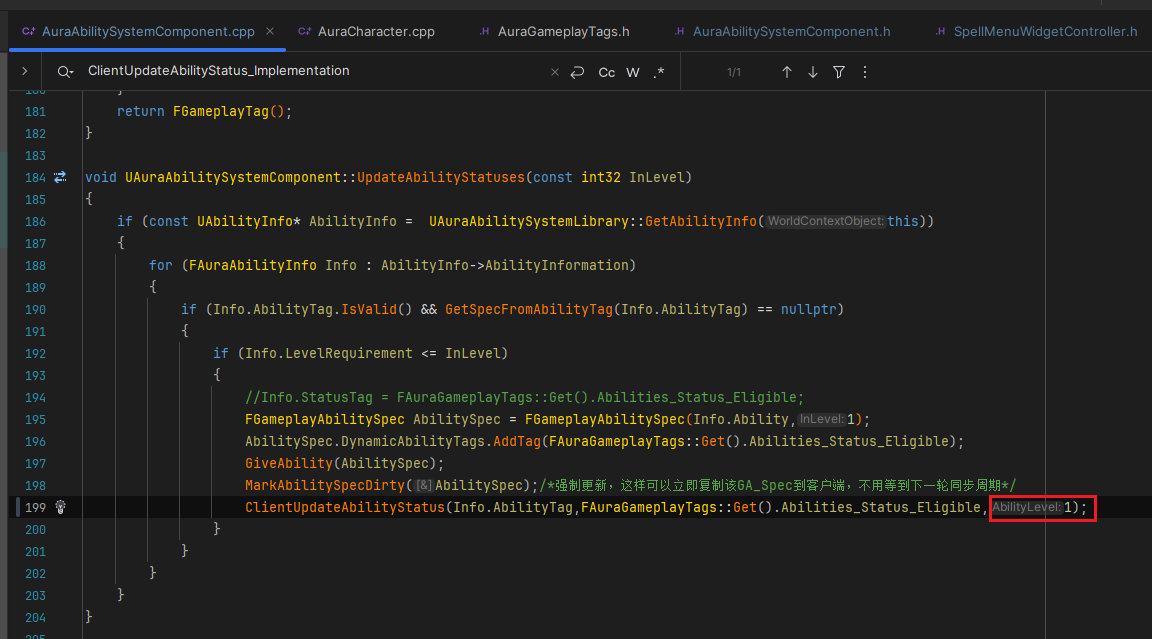 AuraAbilitySystemComponent.cpp × AuraCharacter.cpp .H AuraGameplayTags.h .H AuraAbilitySystemComponent.h .H SpellMenuWidgetController.h
ClientUpdateAbilityStatus_Implementation × Cc W .* 1/1
180 }
181 return FGameplayTag();
182 }
183
184 void UAuraAbilitySystemComponent::UpdateAbilityStatuses(const int32 InLevel)
185 {
186 if (const UAbilityInfo* AbilityInfo = UAuraAbilitySystemLibrary::GetAbilityInfo(WorldContextObject:this))
187 {
188 for (FAuraAbilityInfo Info : AbilityInfo->AbilityInformation)
189 {
190 if (Info.AbilityTag.IsValid() && GetSpecFromAbilityTag(Info.AbilityTag) == nullptr)
191 {
192 if (Info.LevelRequirement <= InLevel)
193 {
194 //Info.StatusTag = FAuraGameplayTags::Get().Abilities_Status_Eligible;
195 FGameplayAbilitySpec AbilitySpec = FGameplayAbilitySpec(Info.Ability,InLevel:1);
196 AbilitySpec.DynamicAbilityTags.AddTag(FAuraGameplayTags::Get().Abilities_Status_Eligible);
197 GiveAbility(AbilitySpec);
198 MarkAbilitySpecDirty([&]AbilitySpec);/*强制更新，这样可以立即复制该GA_Spec到客户端，不用等到下一轮同步周期*/
199 ClientUpdateAbilityStatus(Info.AbilityTag,FAuraGameplayTags::Get().Abilities_Status_Eligible,AbilityLevel:1);
200 }
201 }
202 }
203 }
204 }
205